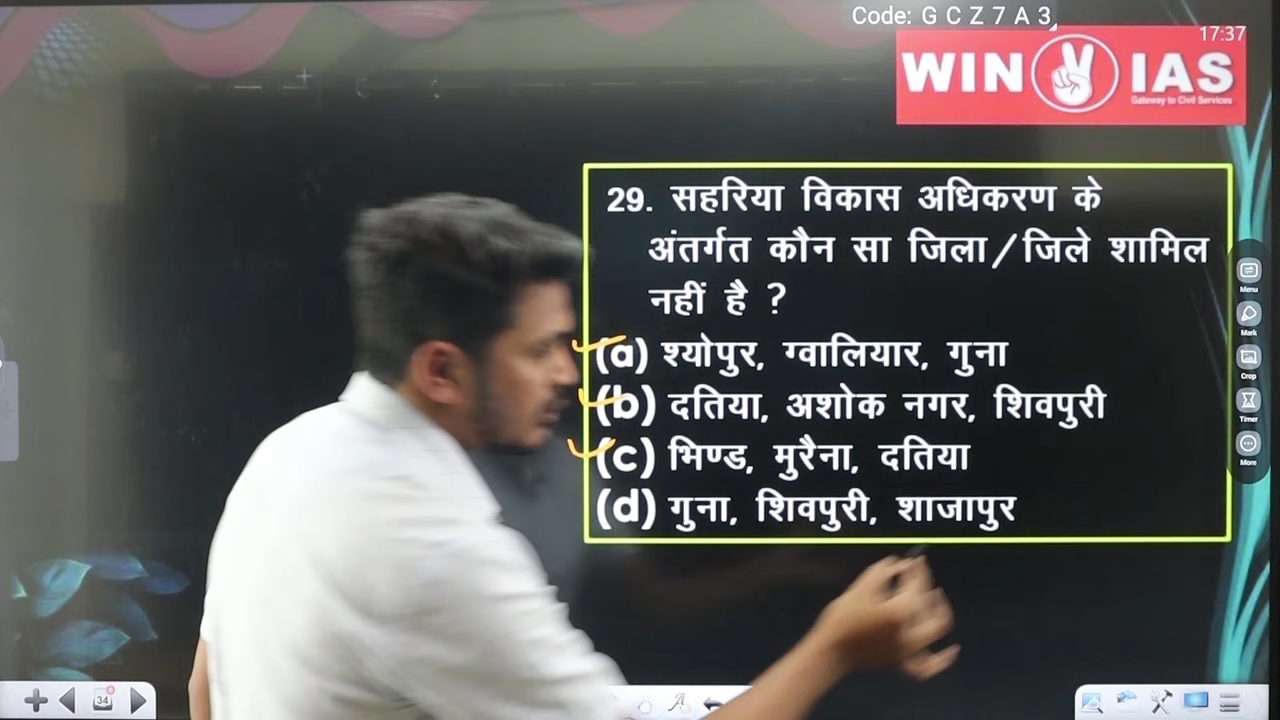 Code: G C Z 7 A 3
17:37
WIN IAS
Gateway to Civil Services
29. सहरिया विकास अधिकरण के
अंतर्गत कौन सा जिला/जिले शामिल
नहीं है ?
(a) श्योपुर, ग्वालियार, गुना
(b) दतिया, अशोक नगर, शिवपुरी
(c) भिण्ड, मुरैना, दतिया
(d) गुना, शिवपुरी, शाजापुर
Menu
Mark
Crop
Timer
More
34